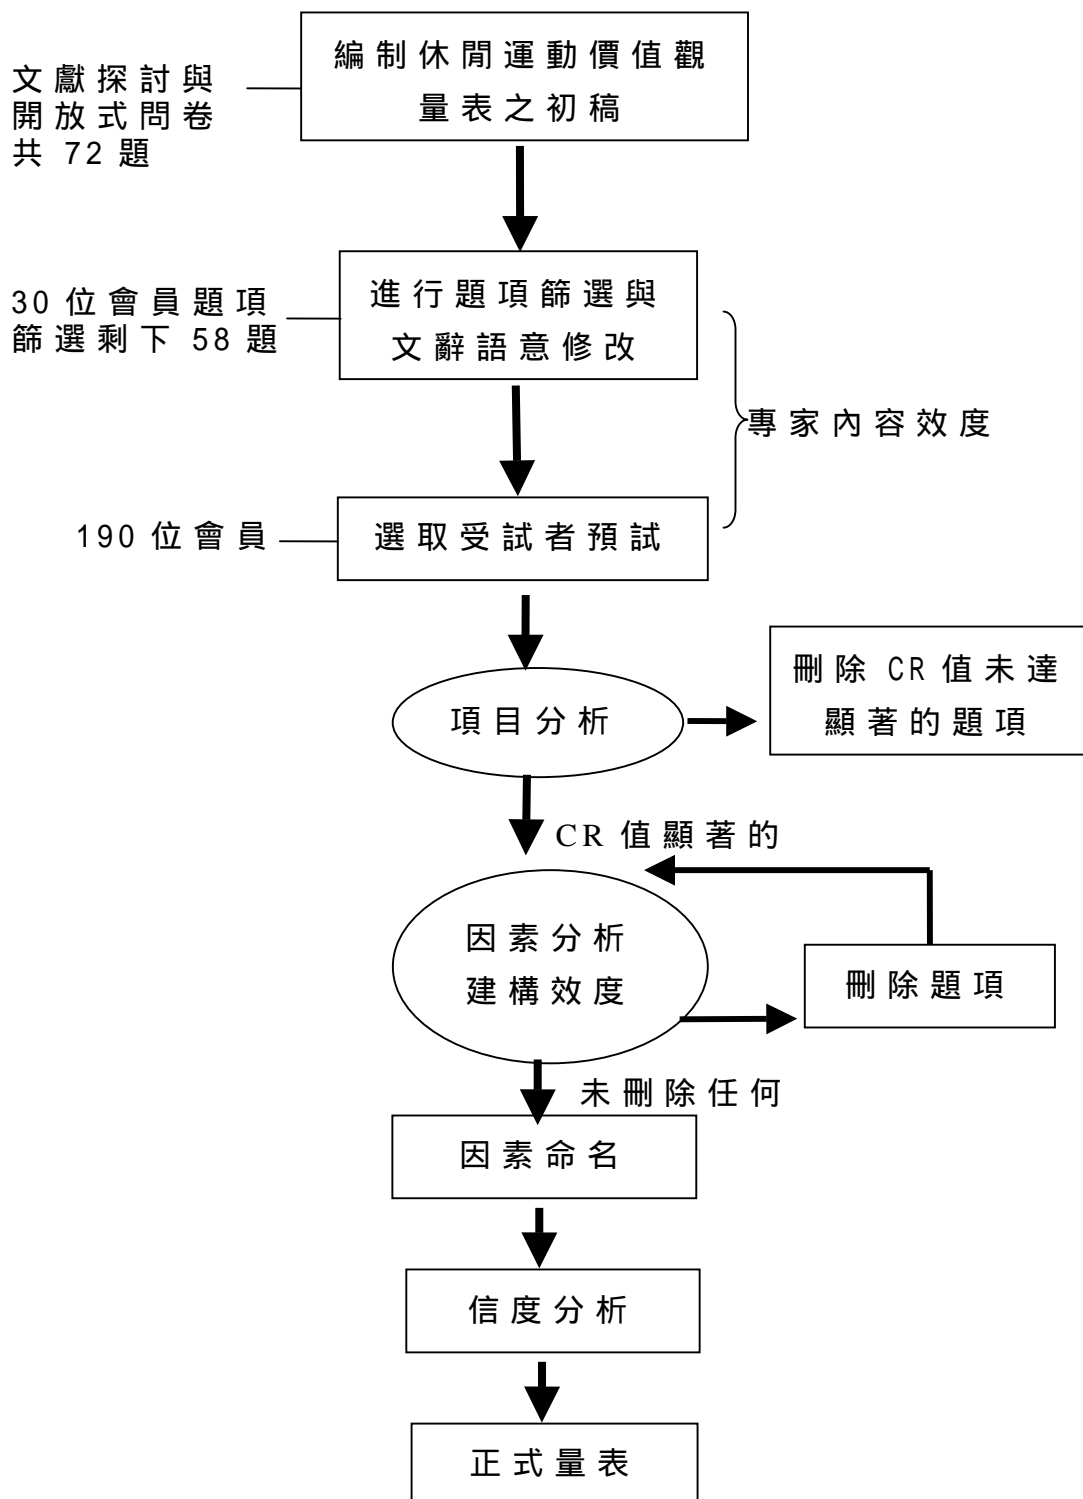 編制休閒運動價值觀
量表之初稿
文獻探討與
開放式問卷
共 72 題
進行題項篩選與
文辭語意修改
30 位會員題項
篩選剩下 58 題
專家內容效度
選取受試者預試
190 位會員
項目分析
刪除 CR 值未達
顯著的題項
CR 值顯著的
因素分析
建構效度
刪除題項
未刪除任何
因素命名
信度分析
正式量表